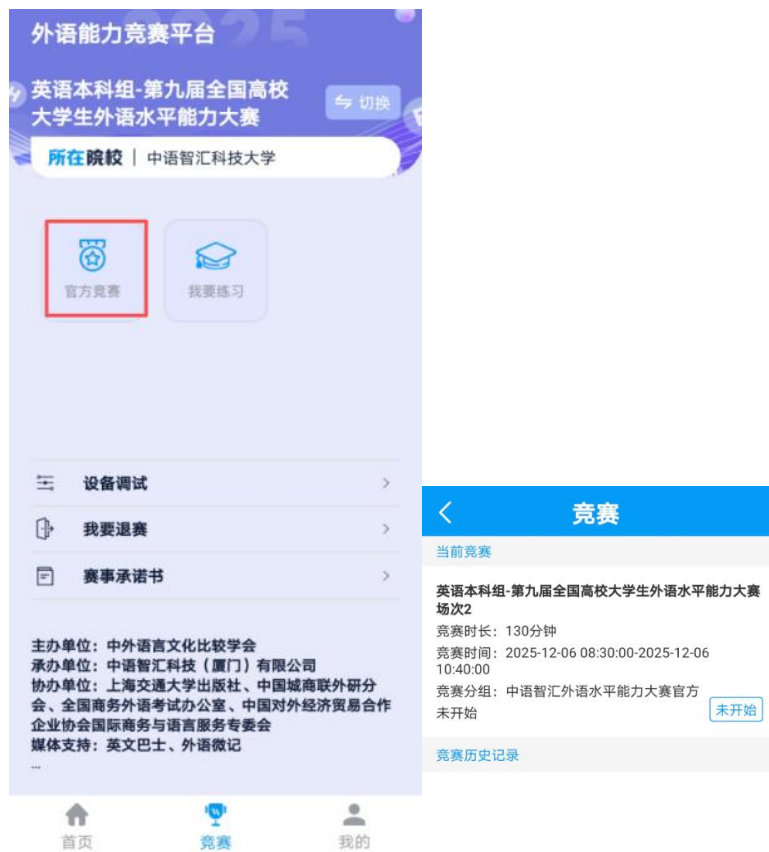 2025
外语能力竞赛平台
英语本科组-第九届全国高校
大学生外语水平能力大赛
切换
所在院校 | 中语智汇科技大学
官方竞赛
我要练习
设备调试
我要退赛
赛事承诺书
主办单位：中外语言文化比较学会
承办单位：中语智汇科技（厦门）有限公司
协办单位：上海交通大学出版社、中国城商联外研分
会、全国商务外语考试办公室、中国对外经济贸易合作
企业协会国际商务与语言服务专委会
媒体支持：英文巴士、外语微记
...
首页
竞赛
我的
竞赛
当前竞赛
英语本科组-第九届全国高校大学生外语水平能力大赛
场次2
竞赛时长：130分钟
竞赛时间：2025-12-06 08:30:00-2025-12-06
10:40:00
竞赛分组：中语智汇外语水平能力大赛官方
未开始
未开始
竞赛历史记录